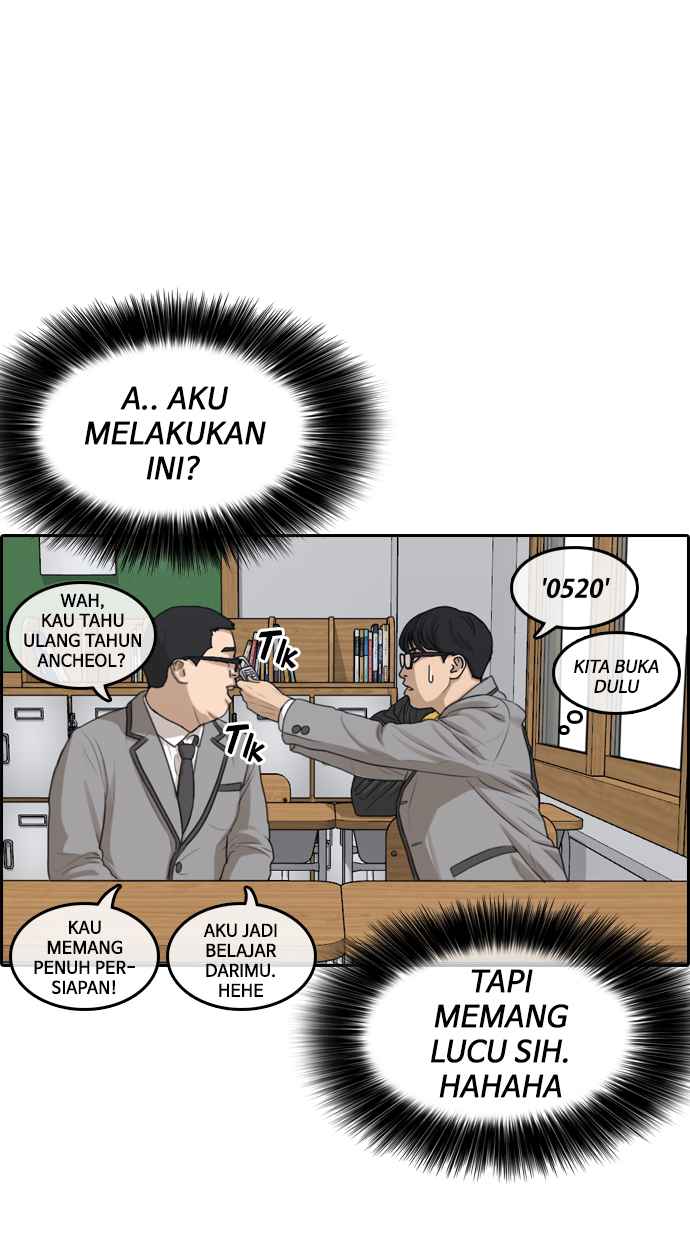 A.. AKU
MELAKUKAN
INI?
WAH,
KAU TAHU
ULANG TAHUN
ANCHEOL?
TIk
TIk
'0520'
KITA BUKA
DULU
KAU
MEMANG
PENUH PER-
SIAPAN!
AKU JADI
BELAJAR
DARIMU.
HEHE
TAPI
MEMANG
LUCU SIH.
HAHAHA